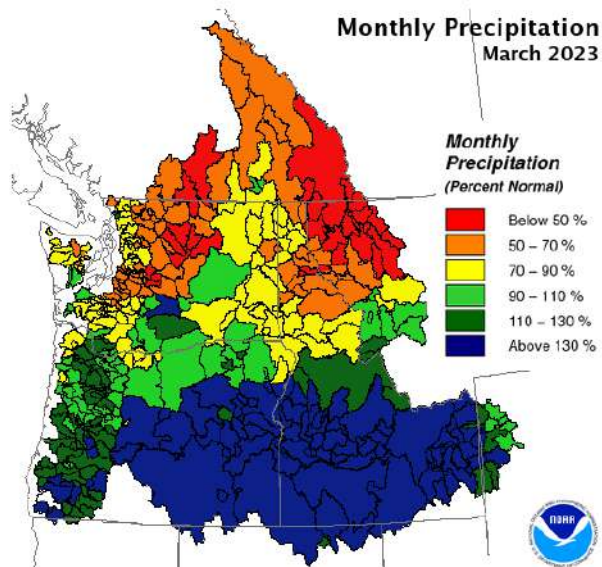 Monthly Precipitation
March 2023
Monthly
Precipitation
(Percent Normal)
Below 50 %
50 – 70 %
70 – 90 %
90 – 110 %
110 – 130 %
Above 130 %
NOAA